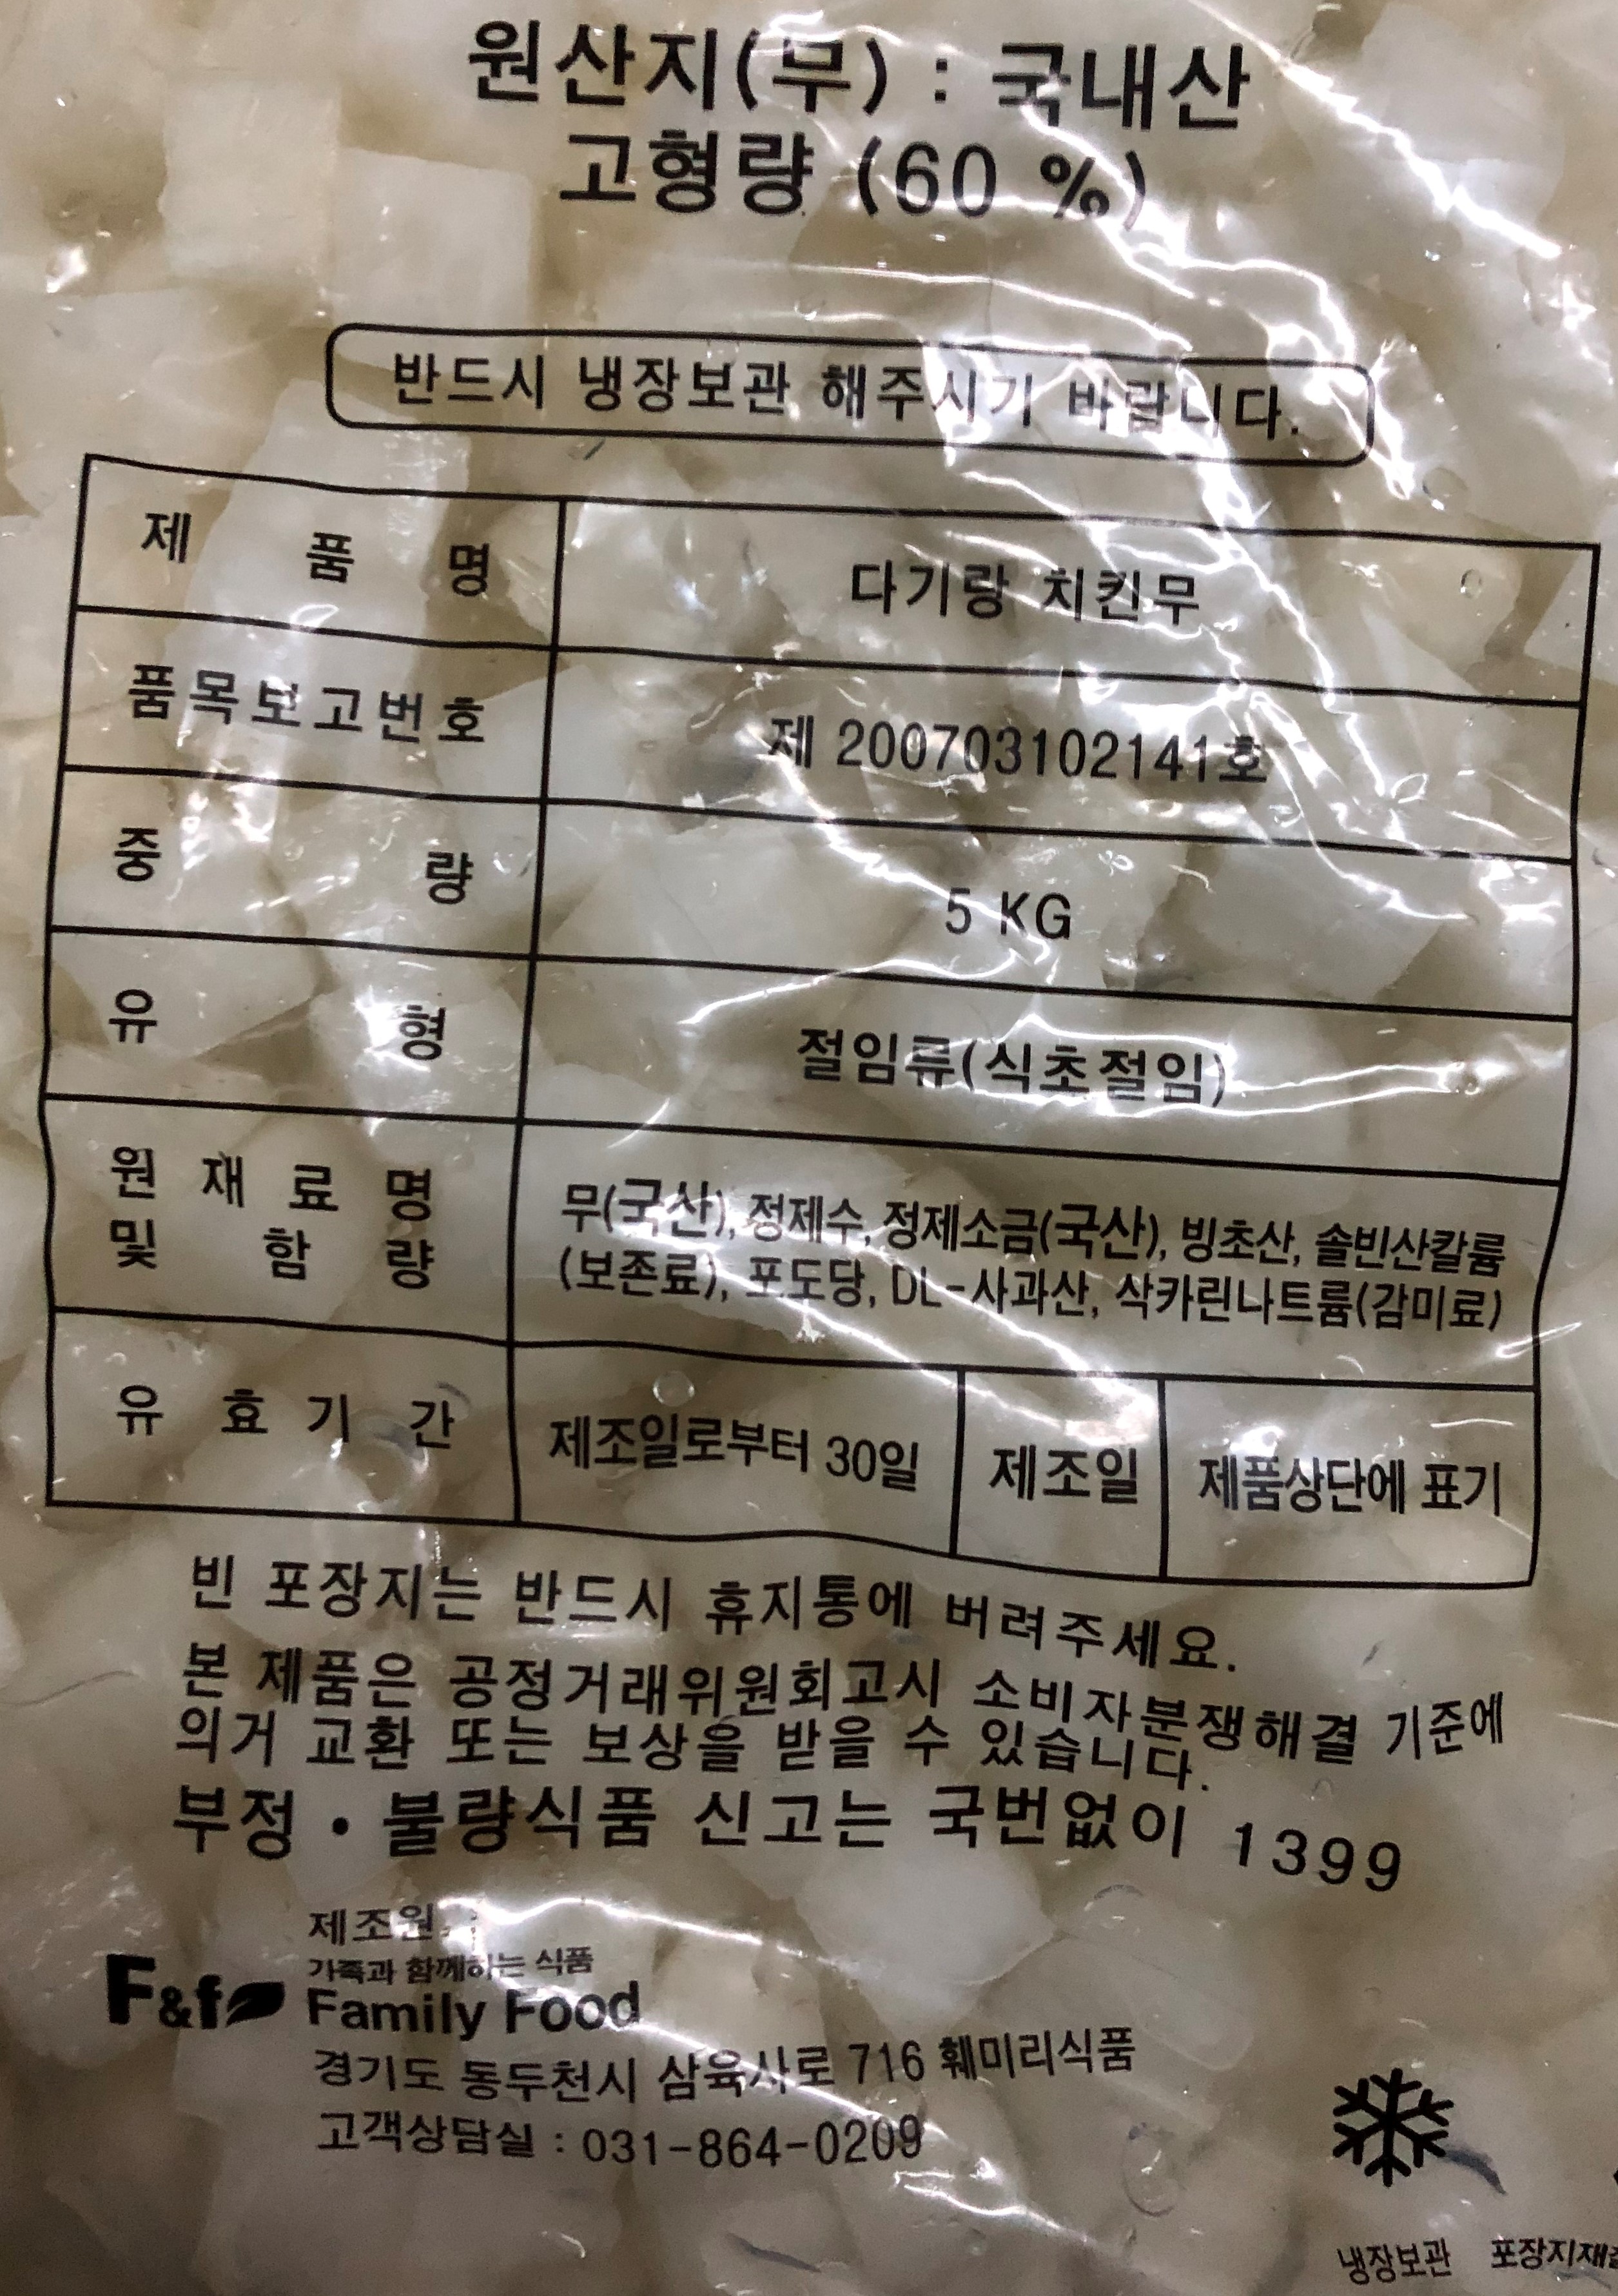 원산지(무) : 국내산
고형량 (60 %)
반드시 냉장보관 해주시기 바랍니다.
제 품 명 다기랑 치킨무
품목보고번호 제 200703102141호
중 량 5 KG
유 형 절임류(식초절임)
원 재 료 명 무(국산), 정제수, 정제소금(국산), 빙초산, 솔빈산칼륨
및 함 량 (보존료), 포도당, DL-사과산, 삭카린나트륨(감미료)
유 효 기 간 제조일로부터 30일 제조일 제품상단에 표기
빈 포장지는 반드시 휴지통에 버려주세요.
본 제품은 공정거래위원회고시 소비자분쟁해결 기준에
의거 교환 또는 보상을 받을 수 있습니다.
부정 · 불량식품 신고는 국번없이 1399
제조원 :
가족과 함께하는 식품
F&f Family Food
경기도 동두천시 삼육사로 716 훼미리식품
고객상담실 : 031-864-0209
냉장보관